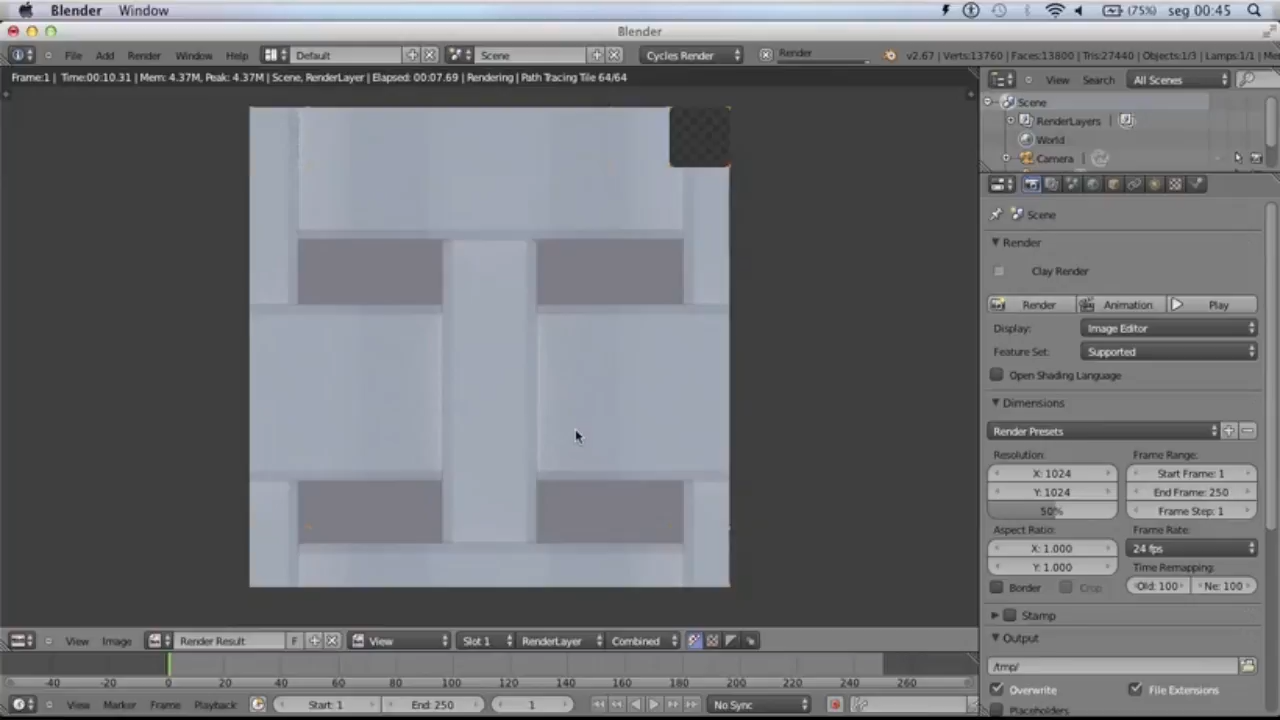 Blender Window (75%) seg 00:45
Blender
File Add Render Window Help Default Scene Cycles Render Render v2.67 | Verts:13760 | Faces:13800 | Tris:27440 | Objects:1/3 | Lamps:1/1 |
Frame:1 | Time:00:10.31 | Mem: 4.37M, Peak: 4.37M | Scene, RenderLayer | Elapsed: 00:07.69 | Rendering | Path Tracing Tile 64/64
View Search All Scenes
Scene
RenderLayers |
World
Camera |
Scene
Render
Clay Render
Render Animation Play
Display: Image Editor
Feature Set: Supported
Open Shading Language
Dimensions
Render Presets
Resolution: Frame Range:
X: 1024 Start Frame: 1
Y: 1024 End Frame: 250
50% Frame Step: 1
Aspect Ratio: Frame Rate:
X: 1.000 24 fps
Y: 1.000 Time Remapping:
Border Crop Old: 100 Ne: 100
Stamp
Output
/tmp/
Overwrite File Extensions
Placeholders
View Image Render Result F View Slot 1 RenderLayer Combined
-40 -20 0 20 40 60 80 100 120 140 160 180 200 220 240 260
View Marker Frame Playback Start: 1 End: 250 1 No Sync